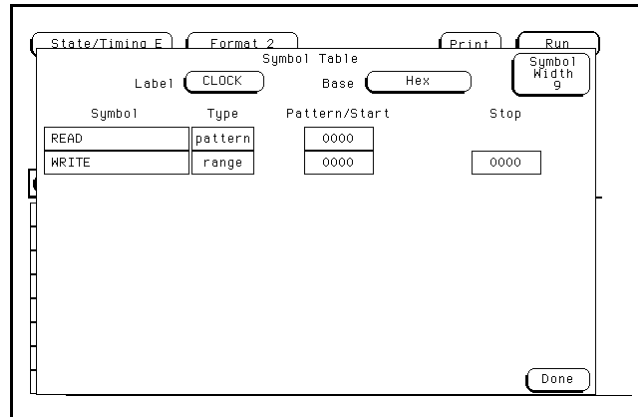 State/Timing E Format 2 Print Run
Symbol Table
Label CLOCK Base Hex
Symbol
Width
9
Symbol Type Pattern/Start Stop
READ pattern 0000
WRITE range 0000 0000
Done